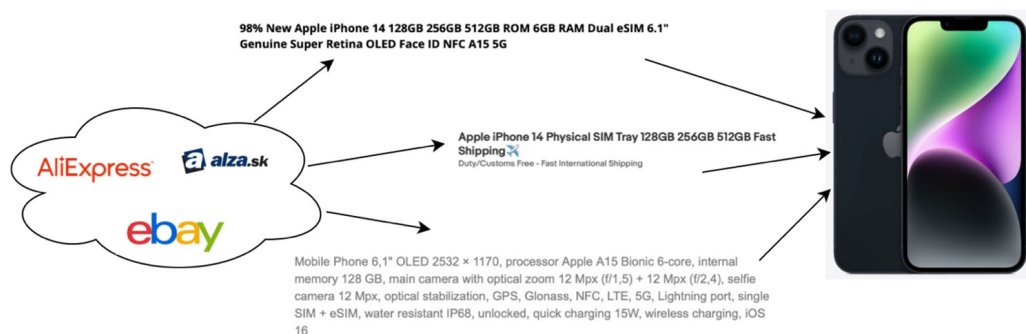 98% New Apple iPhone 14 128GB 256GB 512GB ROM 6GB RAM Dual eSIM 6.1"
Genuine Super Retina OLED Face ID NFC A15 5G
Apple iPhone 14 Physical SIM Tray 128GB 256GB 512GB Fast
Shipping✈️
Duty/Customs Free - Fast International Shipping
AliExpress
a alza.sk
ebay
Mobile Phone 6,1" OLED 2532 × 1170, processor Apple A15 Bionic 6-core, internal
memory 128 GB, main camera with optical zoom 12 Mpx (f/1,5) + 12 Mpx (f/2,4), selfie
camera 12 Mpx, optical stabilization, GPS, Glonass, NFC, LTE, 5G, Lightning port, single
SIM + eSIM, water resistant IP68, unlocked, quick charging 15W, wireless charging, iOS
16